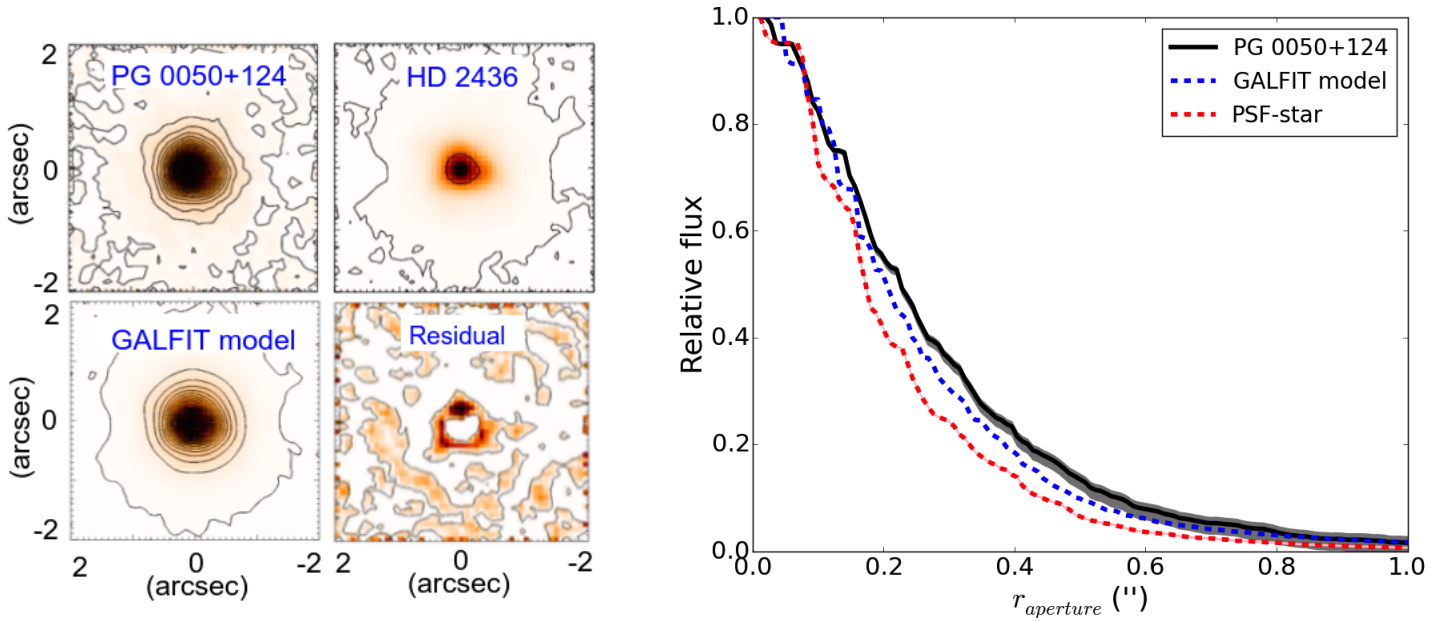 PG 0050+124
HD 2436
2
0
-2
(arcsec)
GALFIT model
Residual
2
0
-2
(arcsec)
2
0
-2
2
0
-2
(arcsec)
(arcsec)
PG 0050+124
GALFIT model
PSF-star
Relative flux
1.0
0.8
0.6
0.4
0.2
0.0
0.0
0.2
0.4
0.6
0.8
1.0
r_aperture ('')